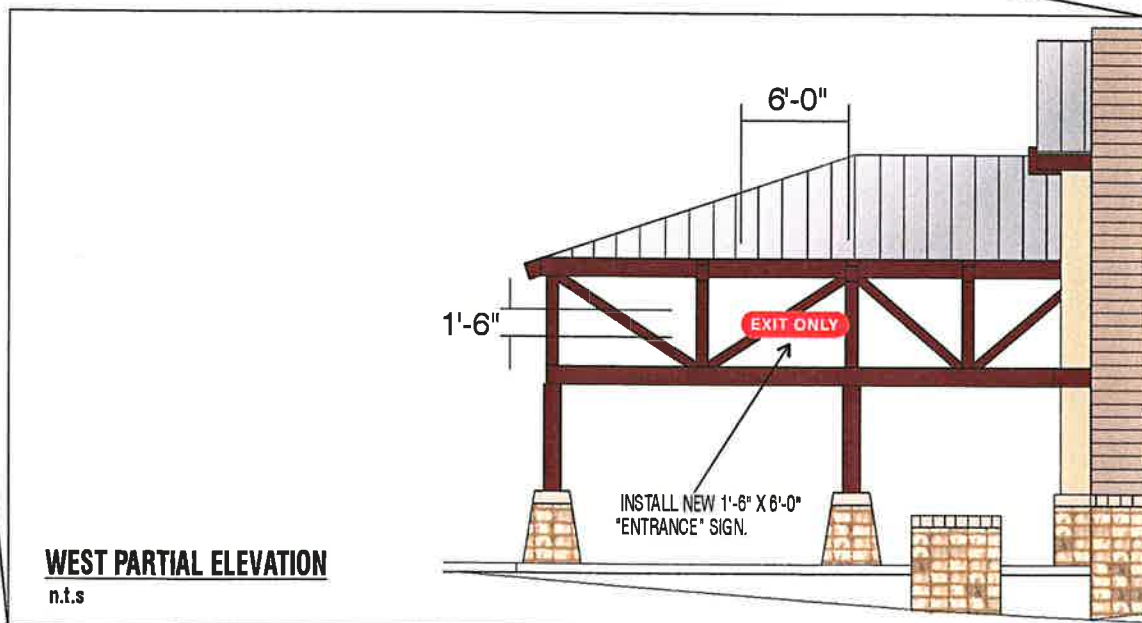 6'-0"
1'-6"
EXIT ONLY
INSTALL NEW 1'-6" X 6'-0"
"ENTRANCE" SIGN.
WEST PARTIAL ELEVATION
n.t.s